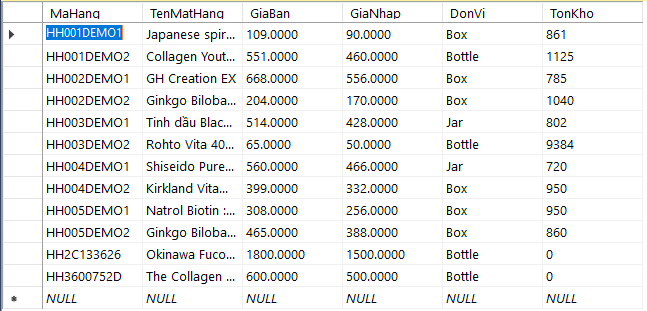 MaHang TenMatHang GiaBan GiaNhap DonVi TonKho
HH001DEMO1 Japanese spir... 109.0000 90.0000 Box 861
HH001DEMO2 Collagen Yout... 551.0000 460.0000 Bottle 1125
HH002DEMO1 GH Creation EX 668.0000 556.0000 Box 785
HH002DEMO2 Ginkgo Biloba... 204.0000 170.0000 Box 1040
HH003DEMO1 Tinh dầu Blac... 514.0000 428.0000 Jar 802
HH003DEMO2 Rohto Vita 40... 65.0000 50.0000 Bottle 9384
HH004DEMO1 Shiseido Pure... 560.0000 466.0000 Jar 720
HH004DEMO2 Kirkland Vita... 399.0000 332.0000 Box 950
HH005DEMO1 Natrol Biotin :... 308.0000 256.0000 Box 950
HH005DEMO2 Ginkgo Biloba... 465.0000 388.0000 Box 860
HH2C133626 Okinawa Fuco... 1800.0000 1500.0000 Bottle 0
HH3600752D The Collagen ... 600.0000 500.0000 Bottle 0
NULL NULL NULL NULL NULL NULL